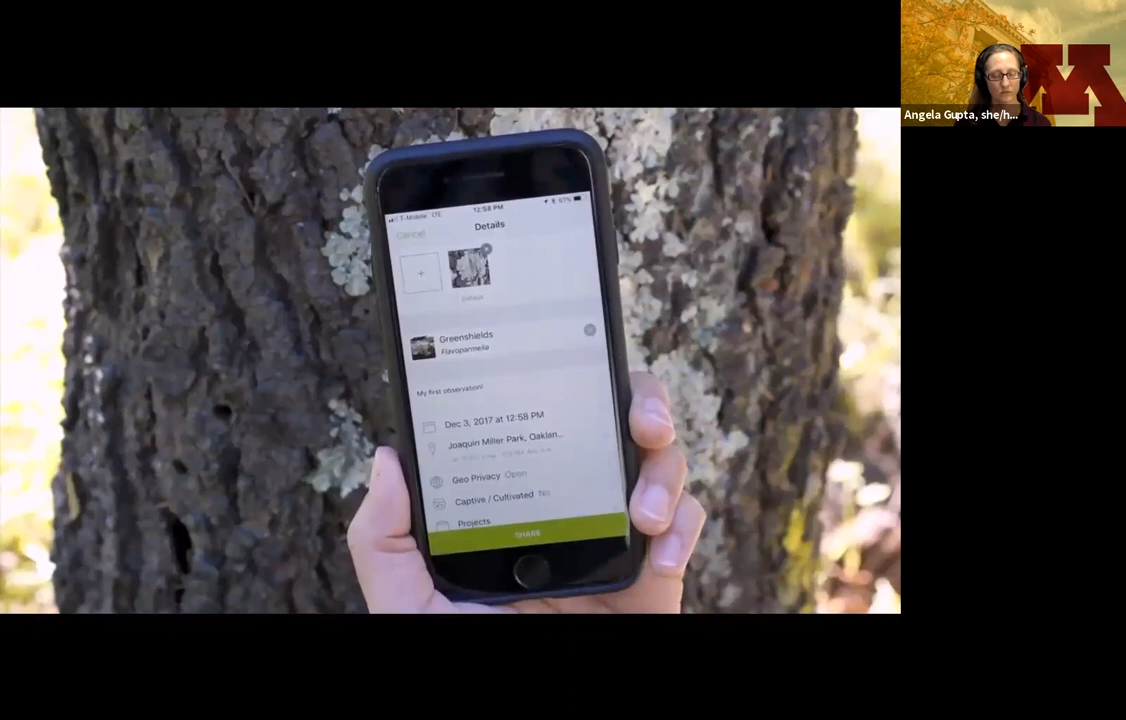 T-Mobile LTE
12:58 PM
67%
Cancel
Details
Default
Greenshields
Flavoparmelia
My first observation!
Dec 3, 2017 at 12:58 PM
Joaquin Miller Park, Oaklan...
Geo Privacy Open
Captive / Cultivated No
Projects
SHARE
M
Angela Gupta, she/h...